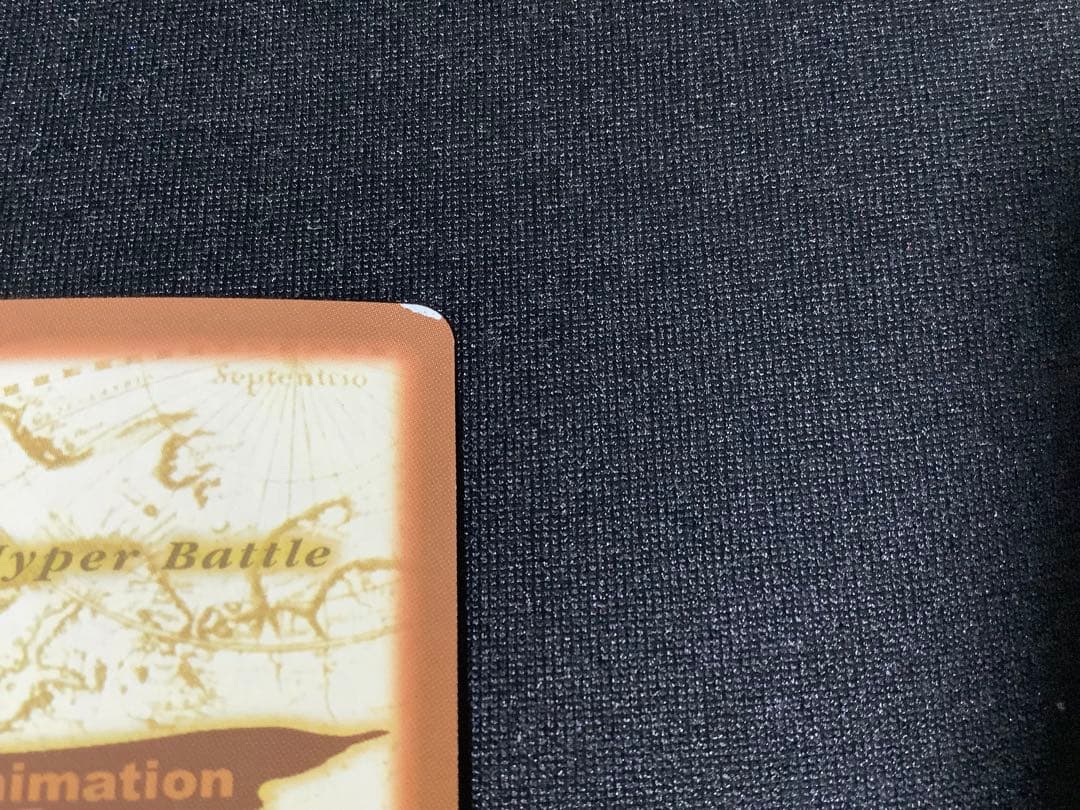 Septentrio
Hyper Battle
nimation